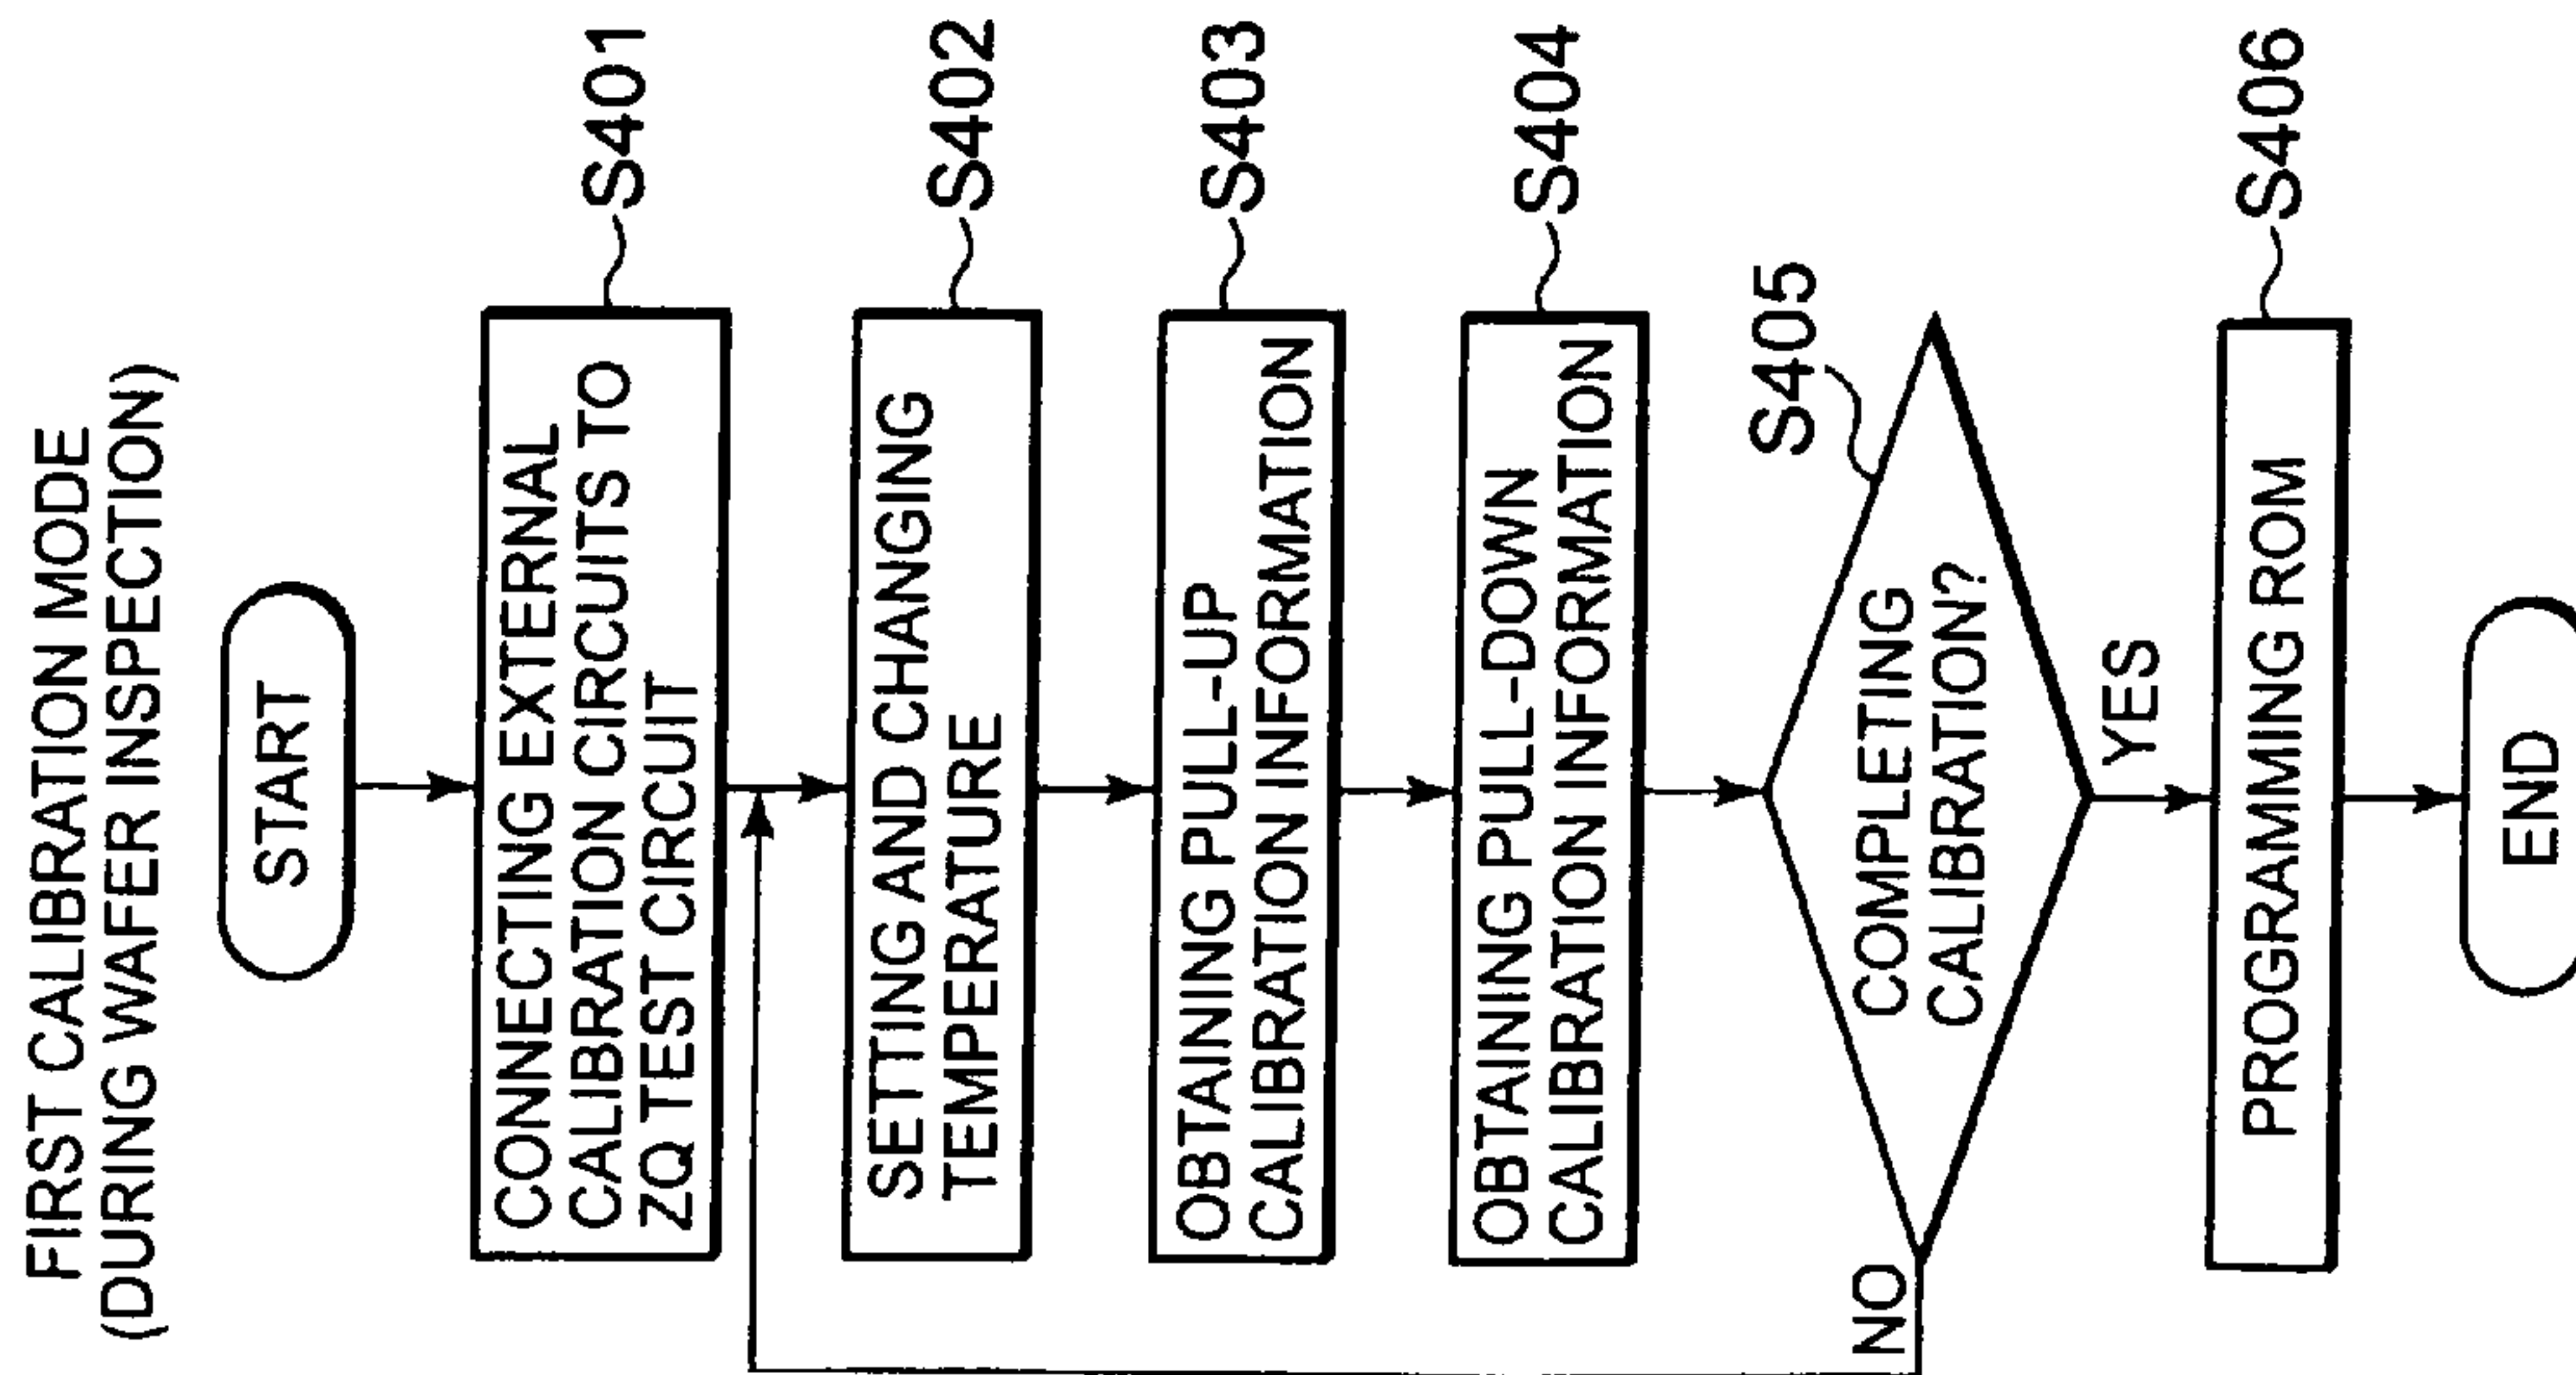 FIRST CALIBRATION MODE
(DURING WAFER INSPECTION)
START
CONNECTING EXTERNAL
CALIBRATION CIRCUITS TO
ZQ TEST CIRCUIT
S401
SETTING AND CHANGING
TEMPERATURE
S402
OBTAINING PULL-UP
CALIBRATION INFORMATION
S403
OBTAINING PULL-DOWN
CALIBRATION INFORMATION
S404
S405
COMPLETING
CALIBRATION?
NO
YES
PROGRAMMING ROM
S406
END